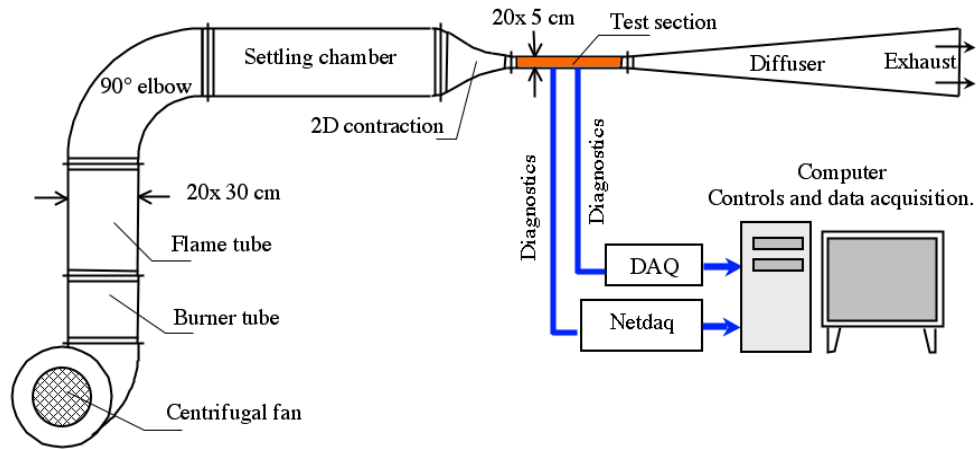 20x 5 cm
Test section
Settling chamber
Diffuser
Exhaust
90° elbow
2D contraction
Diagnostics
Diagnostics
Computer
Controls and data acquisition.
20x 30 cm
Flame tube
DAQ
Burner tube
Netdaq
Centrifugal fan